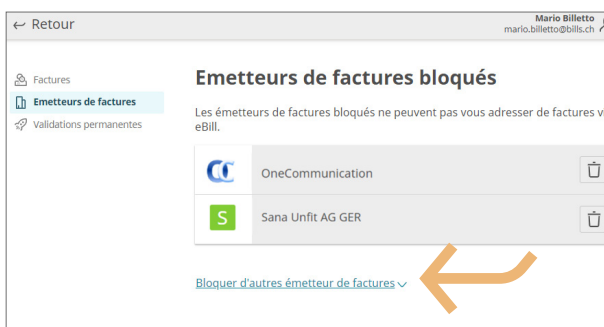 Retour
Mario Billetto
mario.billetto@bills.ch
Factures
Emetteurs de factures
Validations permanentes
Emetteurs de factures bloqués
Les émetteurs de factures bloqués ne peuvent pas vous adresser de factures vi
eBill.
OneCommunication
S
Sana Unfit AG GER
Bloquer d'autres émetteur de factures